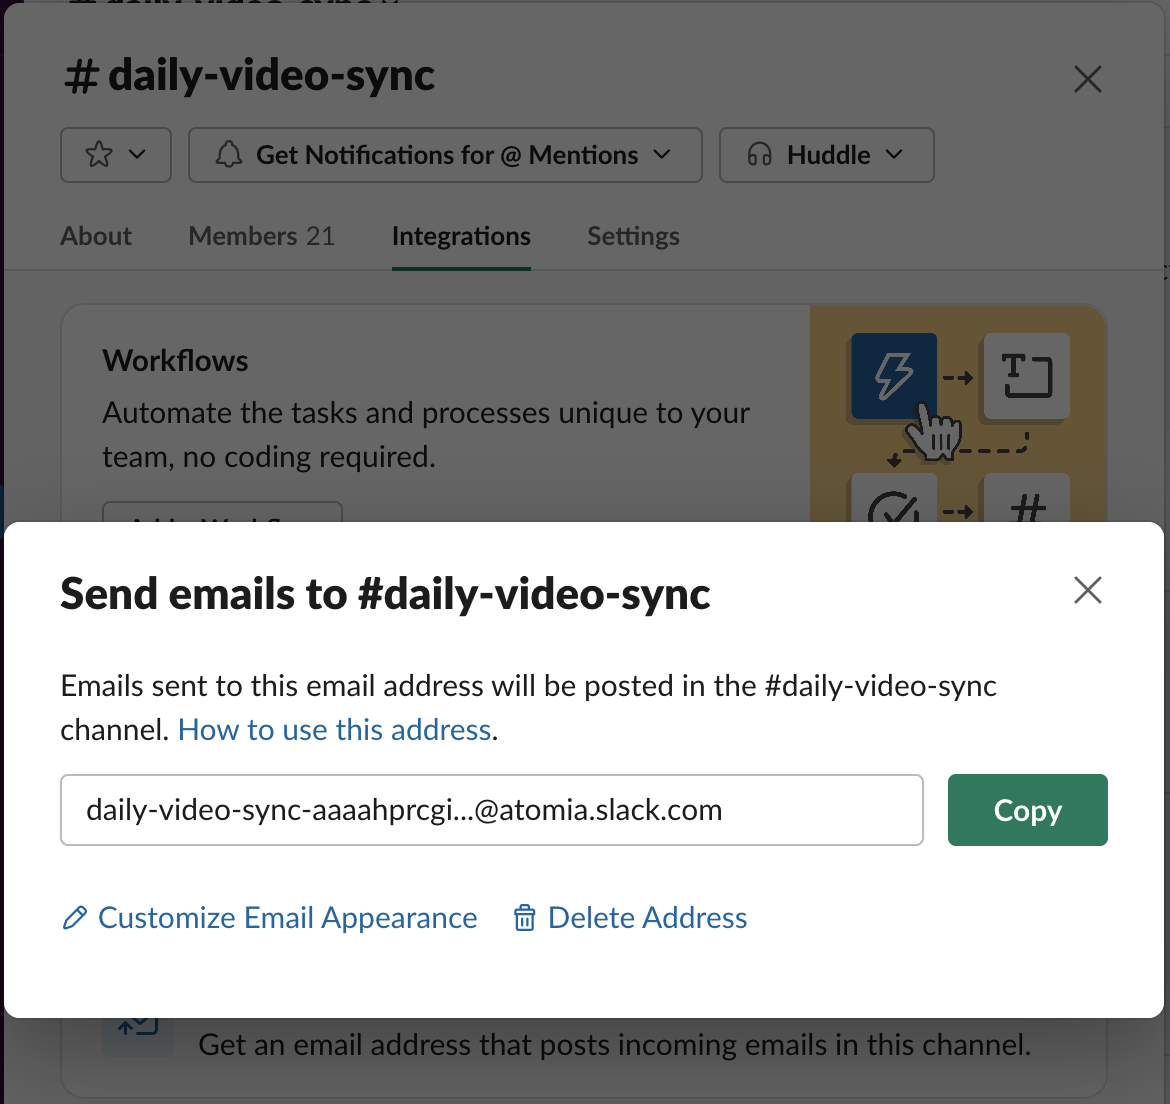 # daily-video-sync
Get Notifications for @ Mentions
Huddle
About
Members 21
Integrations
Settings
Workflows
Automate the tasks and processes unique to your
team, no coding required.
T
#
Send emails to #daily-video-sync
Emails sent to this email address will be posted in the #daily-video-sync
channel. How to use this address.
daily-video-sync-aaaahprcgi...@atomia.slack.com
Copy
Customize Email Appearance
Delete Address
Get an email address that posts incoming emails in this channel.